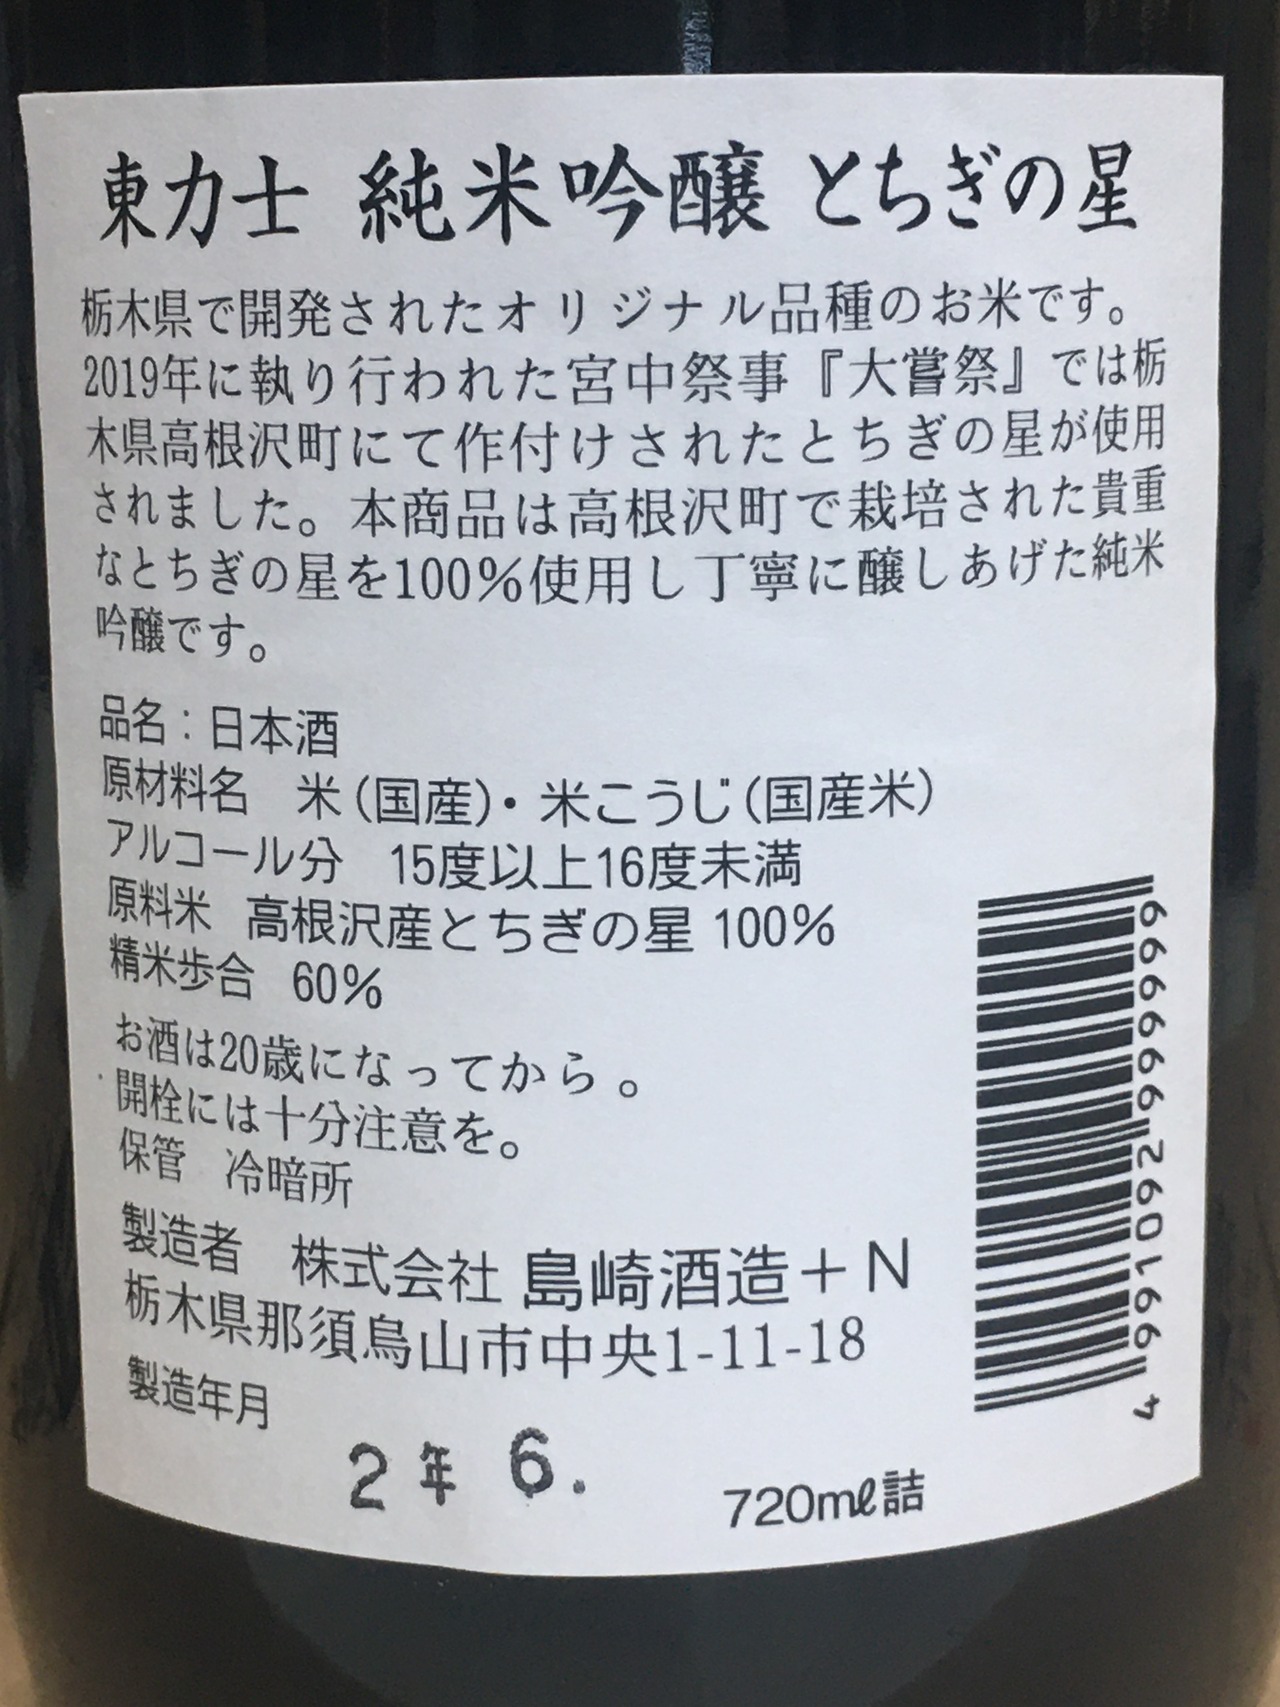 東力士 純米吟醸 とちぎの星
栃木県で開発されたオリジナル品種のお米です。
2019年に執り行われた宮中祭事『大嘗祭』では栃
木県高根沢町にて作付けされたとちぎの星が使用
されました。本商品は高根沢町で栽培された貴重
なとちぎの星を100%使用し丁寧に醸しあげた純米
吟醸です。
品名:日本酒
原材料名 米(国産)・米こうじ(国産米)
アルコール分 15度以上16度未満
原料米 高根沢産とちぎの星 100%
精米歩合 60%
お酒は20歳になってから。
開栓には十分注意を。
保管 冷暗所
製造者 株式会社 島崎酒造+N
栃木県那須烏山市中央1-11-18
製造年月
2年 6.
720mℓ詰